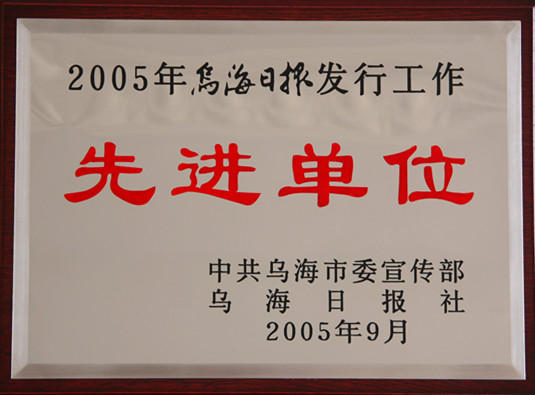 2005年乌海日报发行工作
先进单位
中共乌海市委宣传部
乌海日报社
2005年9月